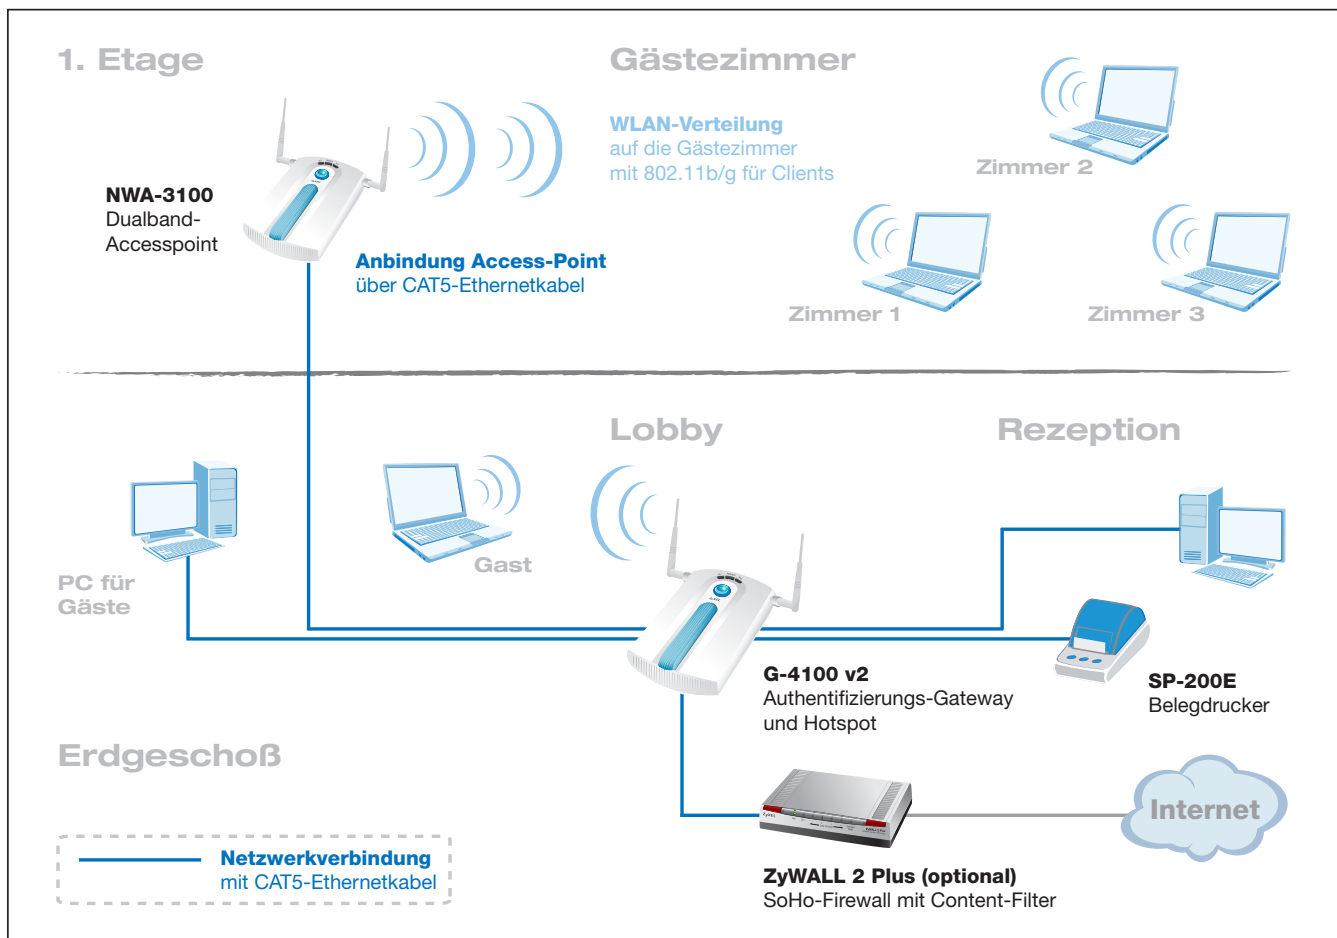 1. Etage
Gästezimmer
WLAN-Verteilung
auf die Gästezimmer
mit 802.11b/g für Clients
Zimmer 2
NWA-3100
Dualband-
Accesspoint
Anbindung Access-Point
über CAT5-Ethernetkabel
Zimmer 1
Zimmer 3
Lobby
Rezeption
Gast
PC für
Gäste
G-4100 v2
Authentifizierungs-Gateway
und Hotspot
SP-200E
Belegdrucker
Erdgeschoß
Internet
ZyXEL
Netzwerkverbindung
mit CAT5-Ethernetkabel
ZyWALL 2 Plus (optional)
SoHo-Firewall mit Content-Filter